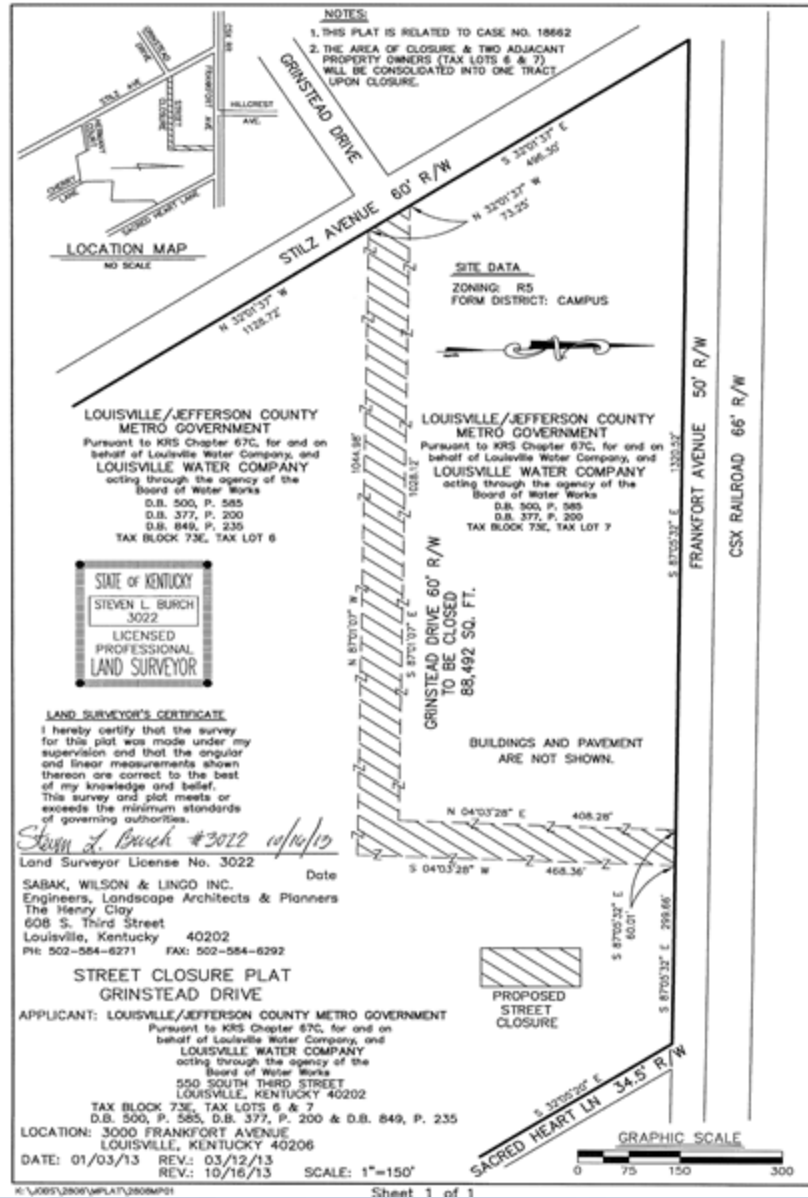 NOTES:
1. THIS PLAT IS RELATED TO CASE NO. 18662
2. THE AREA OF CLOSURE & TWO ADJACANT
PROPERTY OWNERS (TAX LOTS 6 & 7)
WILL BE CONSOLIDATED INTO ONE TRACT
UPON CLOSURE.
GRINSTEAD
DRIVE
CSX RR
STILZ AVE
STREET
CLOSURE
FRANKFORT AVE
HILLCREST
AVE.
COURT
CHERRY
LANE
SACRED HEART LANE
LOCATION MAP
NO SCALE
GRINSTEAD DRIVE
STILZ AVENUE 60' R/W
S 32°01'37" E
496.30'
N 32°01'37" W
73.25'
N 32°01'37" W
1128.72'
SITE DATA
ZONING: R5
FORM DISTRICT: CAMPUS
LOUISVILLE/JEFFERSON COUNTY
METRO GOVERNMENT
Pursuant to KRS Chapter 67C, for and on
behalf of Louisville Water Company, and
LOUISVILLE WATER COMPANY
acting through the agency of the
Board of Water Works
D.B. 500, P. 585
D.B. 377, P. 200
D.B. 849, P. 235
TAX BLOCK 73E, TAX LOT 6
LOUISVILLE/JEFFERSON COUNTY
METRO GOVERNMENT
Pursuant to KRS Chapter 67C, for and on
behalf of Louisville Water Company, and
LOUISVILLE WATER COMPANY
acting through the agency of the
Board of Water Works
D.B. 500, P. 585
D.B. 377, P. 200
TAX BLOCK 73E, TAX LOT 7
1044.98'
N 87°01'07" W
1028.12'
S 87°01'07" E
GRINSTEAD DRIVE 60' R/W
TO BE CLOSED
88,492 SQ. FT.
S 87°05'32" E 1320.52'
FRANKFORT AVENUE 50' R/W
CSX RAILROAD 66' R/W
STATE OF KENTUCKY
STEVEN L. BURCH
3022
LICENSED
PROFESSIONAL
LAND SURVEYOR
BUILDINGS AND PAVEMENT
ARE NOT SHOWN.
N 04°03'28" E 408.28'
S 04°03'28" W 468.36'
S 87°05'32" E
60.01'
S 87°05'32" E 299.66'
LAND SURVEYOR'S CERTIFICATE
I hereby certify that the survey
for this plat was made under my
supervision and that the angular
and linear measurements shown
thereon are correct to the best
of my knowledge and belief.
This survey and plat meets or
exceeds the minimum standards
of governing authorities.
Steven L. Burch #3022 10/16/13
Land Surveyor License No. 3022
Date
SABAK, WILSON & LINGO INC.
Engineers, Landscape Architects & Planners
The Henry Clay
608 S. Third Street
Louisville, Kentucky 40202
PH: 502-584-6271 FAX: 502-584-6292
STREET CLOSURE PLAT
GRINSTEAD DRIVE
APPLICANT: LOUISVILLE/JEFFERSON COUNTY METRO GOVERNMENT
Pursuant to KRS Chapter 67C, for and on
behalf of Louisville Water Company, and
LOUISVILLE WATER COMPANY
acting through the agency of the
Board of Water Works
550 SOUTH THIRD STREET
LOUISVILLE, KENTUCKY 40202
TAX BLOCK 73E, TAX LOTS 6 & 7
D.B. 500, P. 585, D.B. 377, P. 200 & D.B. 849, P. 235
LOCATION: 3000 FRANKFORT AVENUE
LOUISVILLE, KENTUCKY 40206
DATE: 01/03/13 REV.: 03/12/13
REV.: 10/16/13 SCALE: 1"=150'
PROPOSED
STREET
CLOSURE
S 32°05'20" E
SACRED HEART LN 34.5' R/W
GRAPHIC SCALE
0 75 150 300
K:\JOBS\2808\MPLAT\2808MP01
Sheet 1 of 1